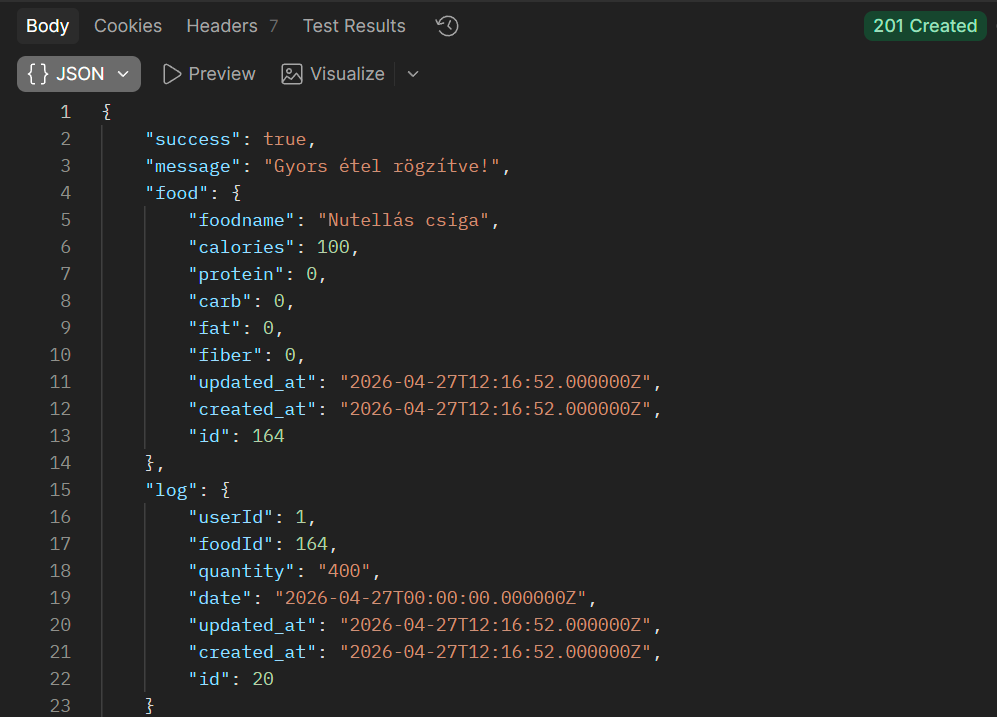 Body Cookies Headers 7 Test Results 201 Created
{} JSON Preview Visualize
1 {
2 "success": true,
3 "message": "Gyors étel rögzítve!",
4 "food": {
5 "foodname": "Nutellás csiga",
6 "calories": 100,
7 "protein": 0,
8 "carb": 0,
9 "fat": 0,
10 "fiber": 0,
11 "updated_at": "2026-04-27T12:16:52.000000Z",
12 "created_at": "2026-04-27T12:16:52.000000Z",
13 "id": 164
14 },
15 "log": {
16 "userId": 1,
17 "foodId": 164,
18 "quantity": "400",
19 "date": "2026-04-27T00:00:00.000000Z",
20 "updated_at": "2026-04-27T12:16:52.000000Z",
21 "created_at": "2026-04-27T12:16:52.000000Z",
22 "id": 20
23 }